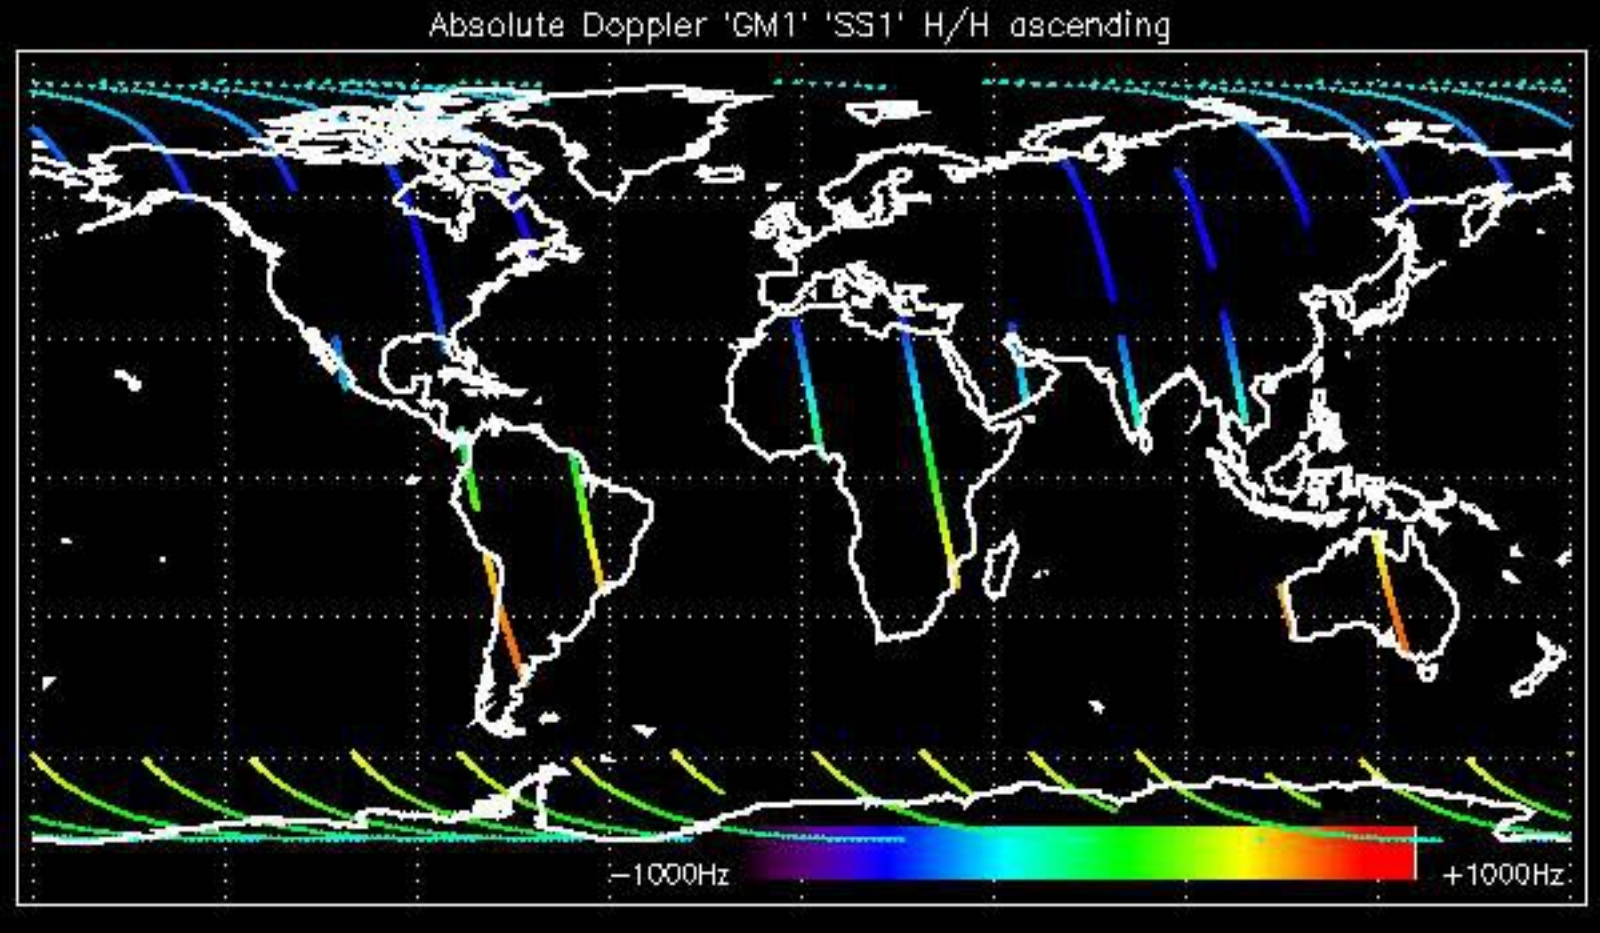 Absolute Doppler 'GM1' 'SS1' H/H ascending
−1000Hz +1000Hz